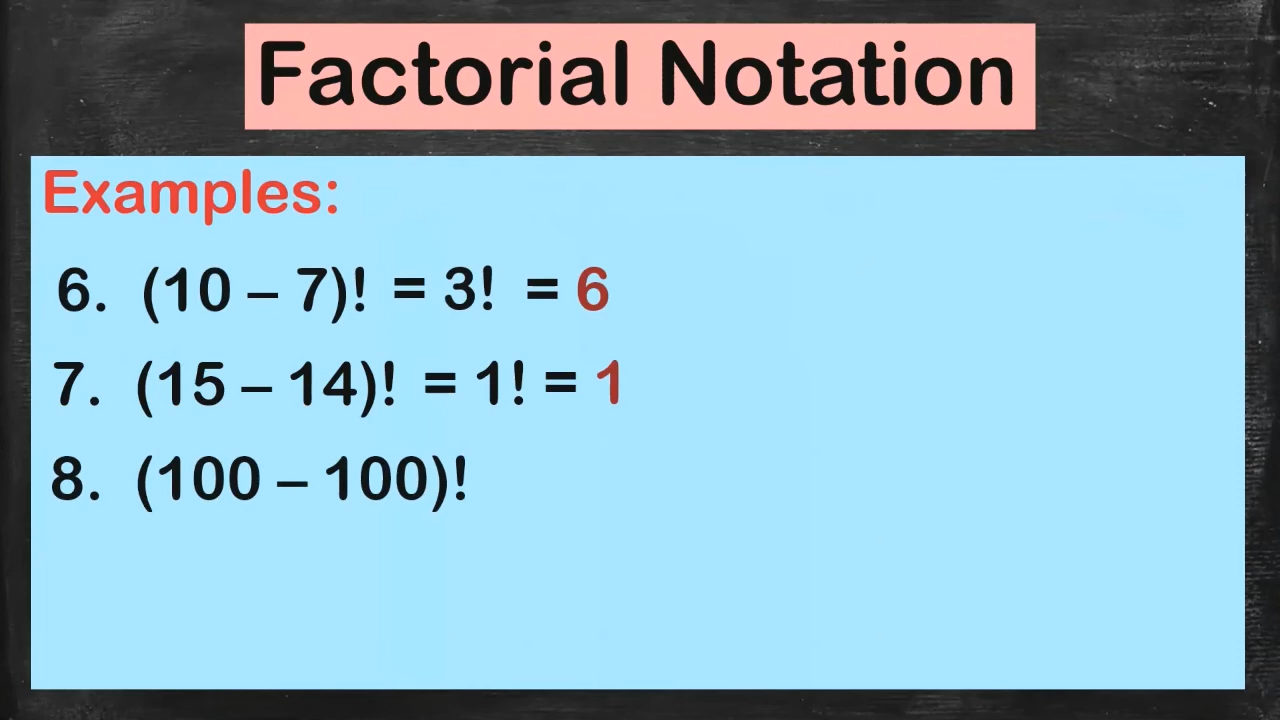 Factorial Notation
Examples:
6. (10 – 7)! = 3! = 6
7. (15 – 14)! = 1! = 1
8. (100 – 100)!